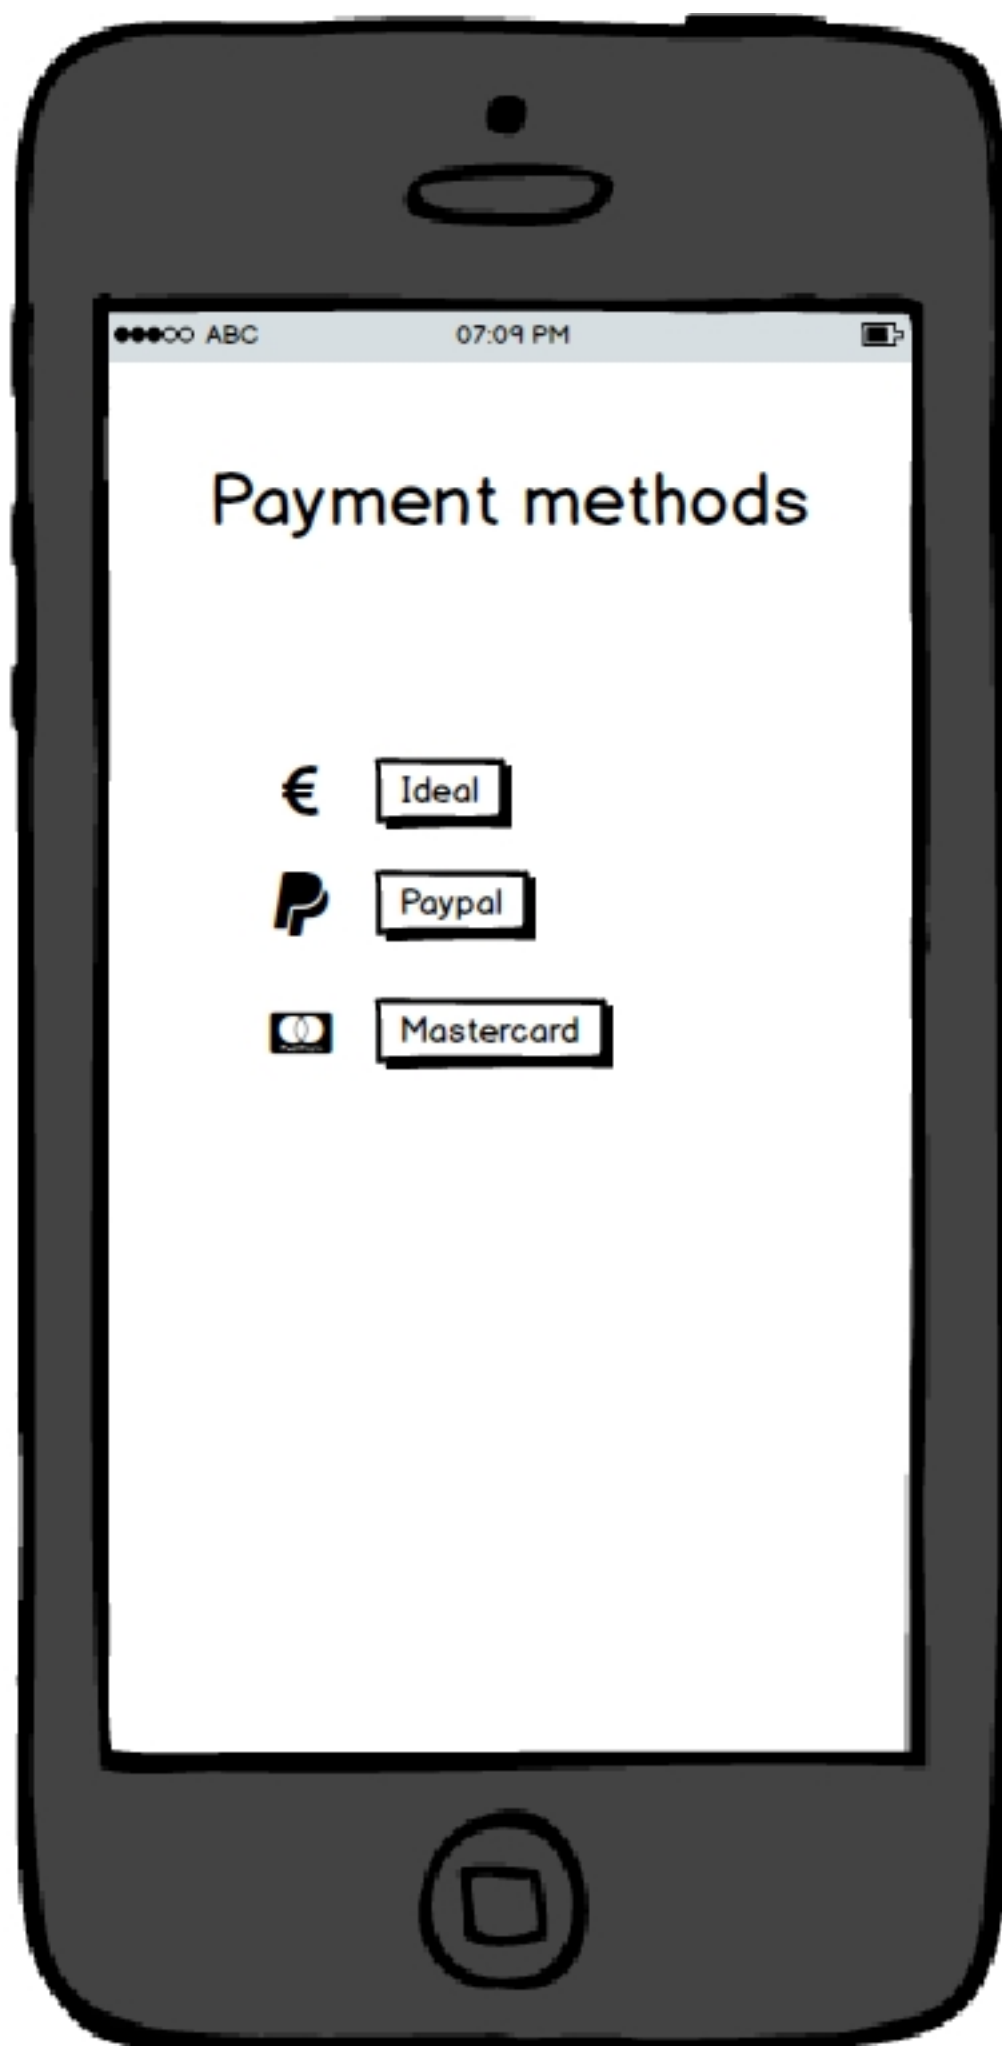 ABC 07:09 PM
Payment methods
€ Ideal
Paypal
Mastercard